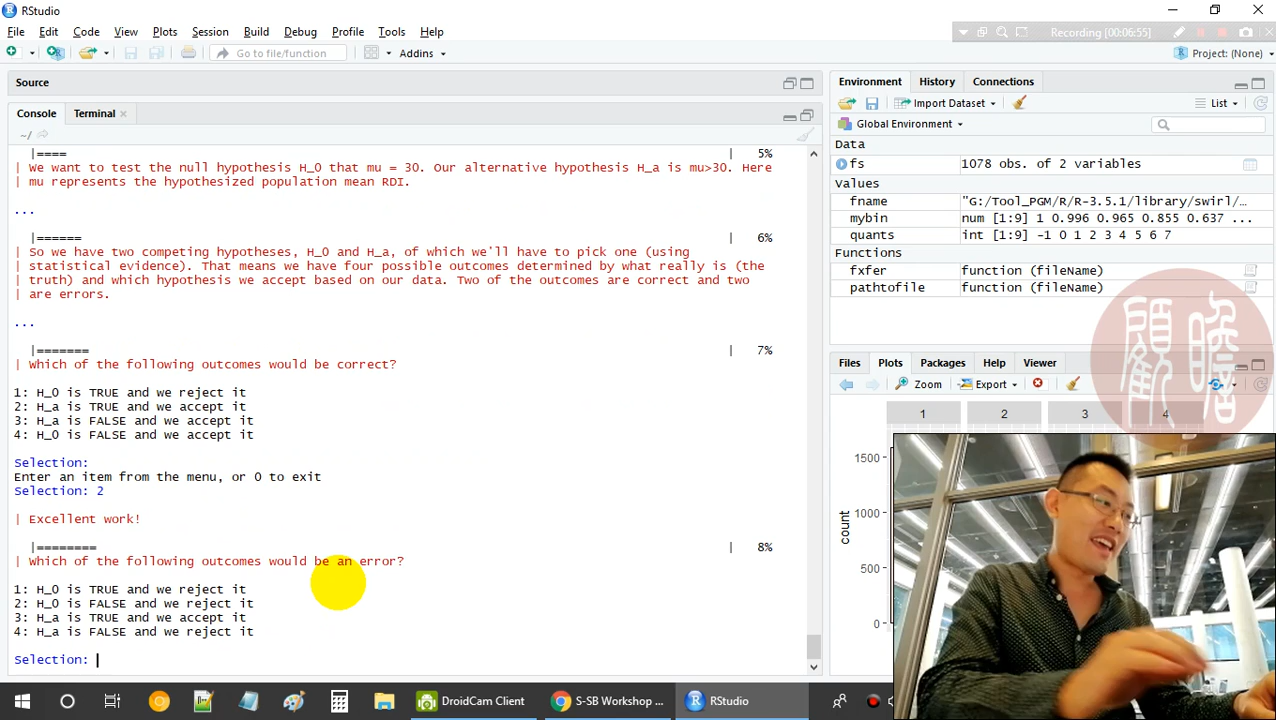 RStudio
File Edit Code View Plots Session Build Debug Profile Tools Help
Recording [00:06:55]
Go to file/function
Addins
Project: (None)
Source
Console Terminal
~/
|==== | 5%
| We want to test the null hypothesis H_0 that mu = 30. Our alternative hypothesis H_a is mu>30. Here
| mu represents the hypothesized population mean RDI.
...
|====== | 6%
| So we have two competing hypotheses, H_0 and H_a, of which we'll have to pick one (using
| statistical evidence). That means we have four possible outcomes determined by what really is (the
| truth) and which hypothesis we accept based on our data. Two of the outcomes are correct and two
| are errors.
...
|======= | 7%
| Which of the following outcomes would be correct?
1: H_0 is TRUE and we reject it
2: H_a is TRUE and we accept it
3: H_a is FALSE and we accept it
4: H_0 is FALSE and we accept it
Selection:
Enter an item from the menu, or 0 to exit
Selection: 2
| Excellent work!
|======== | 8%
| Which of the following outcomes would be an error?
1: H_0 is TRUE and we reject it
2: H_0 is FALSE and we reject it
3: H_a is TRUE and we accept it
4: H_a is FALSE and we reject it
Selection:
Environment History Connections
Import Dataset
List
Global Environment
Data
fs 1078 obs. of 2 variables
Values
fname "G:/Tool_PGM/R/R-3.5.1/library/swirl/…
mybin num [1:9] 1 0.996 0.965 0.855 0.637 ...
quants int [1:9] -1 0 1 2 3 4 5 6 7
Functions
fxfer function (fileName)
pathtofile function (fileName)
Files Plots Packages Help Viewer
Zoom Export
1 2 3 4
1500
1000
500
0
count
顧瞻
DroidCam Client
S-SB Workshop ...
RStudio